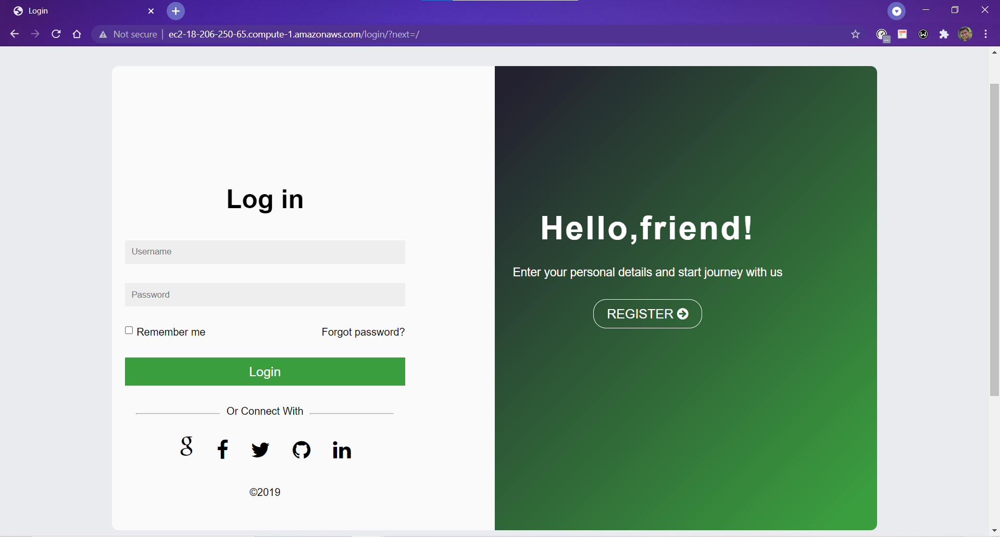 Login
Not secure
ec2-18-206-250-65.compute-1.amazonaws.com/login/?next=/
Log in
Username
Password
Remember me
Forgot password?
Login
Or Connect With
©2019
Hello,friend!
Enter your personal details and start journey with us
REGISTER